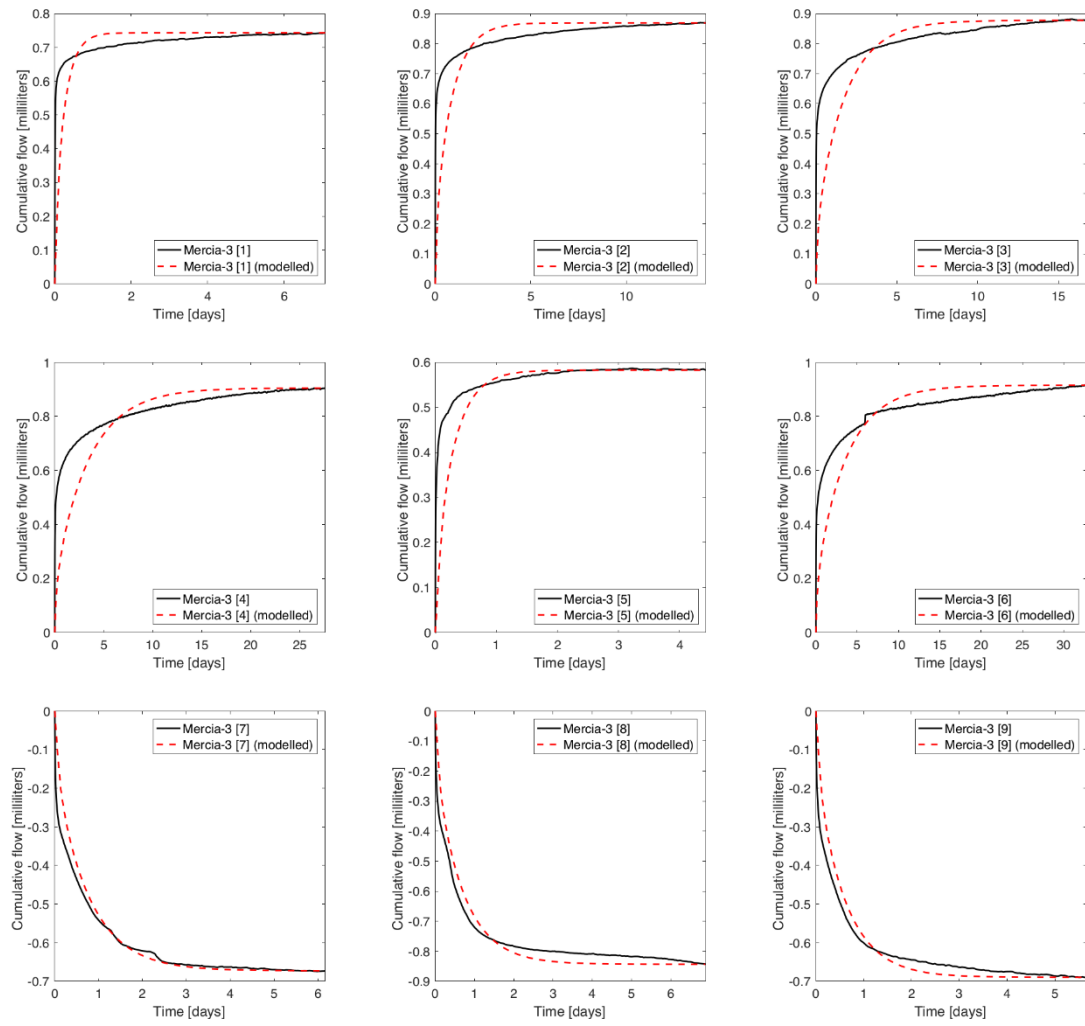 0.8
0.7
0.6
0.5
0.4
0.3
0.2
0.1
0
Cumulative flow [milliliters]
Mercia-3 [1]
Mercia-3 [1] (modelled)
0 2 4 6
Time [days]
0.9
0.8
0.7
0.6
0.5
0.4
0.3
0.2
0.1
0
Cumulative flow [milliliters]
Mercia-3 [2]
Mercia-3 [2] (modelled)
0 5 10
Time [days]
0.9
0.8
0.7
0.6
0.5
0.4
0.3
0.2
0.1
0
Cumulative flow [milliliters]
Mercia-3 [3]
Mercia-3 [3] (modelled)
0 5 10 15
Time [days]
1
0.8
0.6
0.4
0.2
0
Cumulative flow [milliliters]
Mercia-3 [4]
Mercia-3 [4] (modelled)
0 5 10 15 20 25
Time [days]
0.6
0.5
0.4
0.3
0.2
0.1
0
Cumulative flow [milliliters]
Mercia-3 [5]
Mercia-3 [5] (modelled)
0 1 2 3 4
Time [days]
1
0.8
0.6
0.4
0.2
0
Cumulative flow [milliliters]
Mercia-3 [6]
Mercia-3 [6] (modelled)
0 5 10 15 20 25 30
Time [days]
0
-0.1
-0.2
-0.3
-0.4
-0.5
-0.6
-0.7
Cumulative flow [milliliters]
Mercia-3 [7]
Mercia-3 [7] (modelled)
0 1 2 3 4 5 6
Time [days]
0
-0.1
-0.2
-0.3
-0.4
-0.5
-0.6
-0.7
-0.8
-0.9
Cumulative flow [milliliters]
Mercia-3 [8]
Mercia-3 [8] (modelled)
0 1 2 3 4 5 6
Time [days]
0
-0.1
-0.2
-0.3
-0.4
-0.5
-0.6
-0.7
Cumulative flow [milliliters]
Mercia-3 [9]
Mercia-3 [9] (modelled)
0 1 2 3 4 5
Time [days]